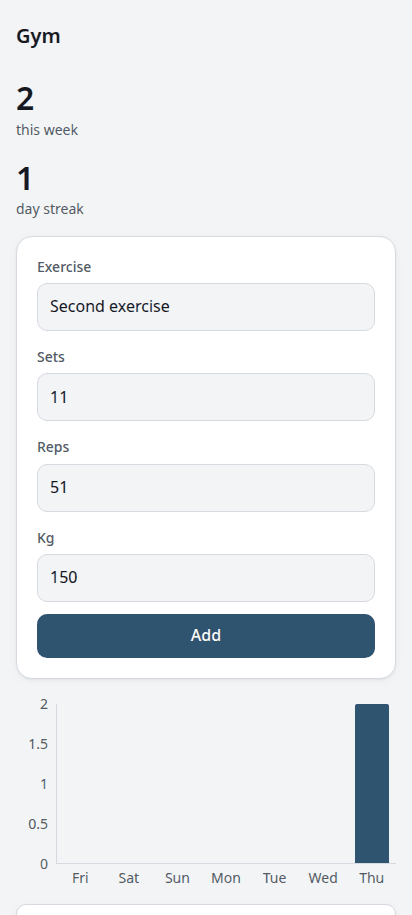 Gym
2
this week
1
day streak
Exercise
Second exercise
Sets
11
Reps
51
Kg
150
Add
2
1.5
1
0.5
0
Fri Sat Sun Mon Tue Wed Thu